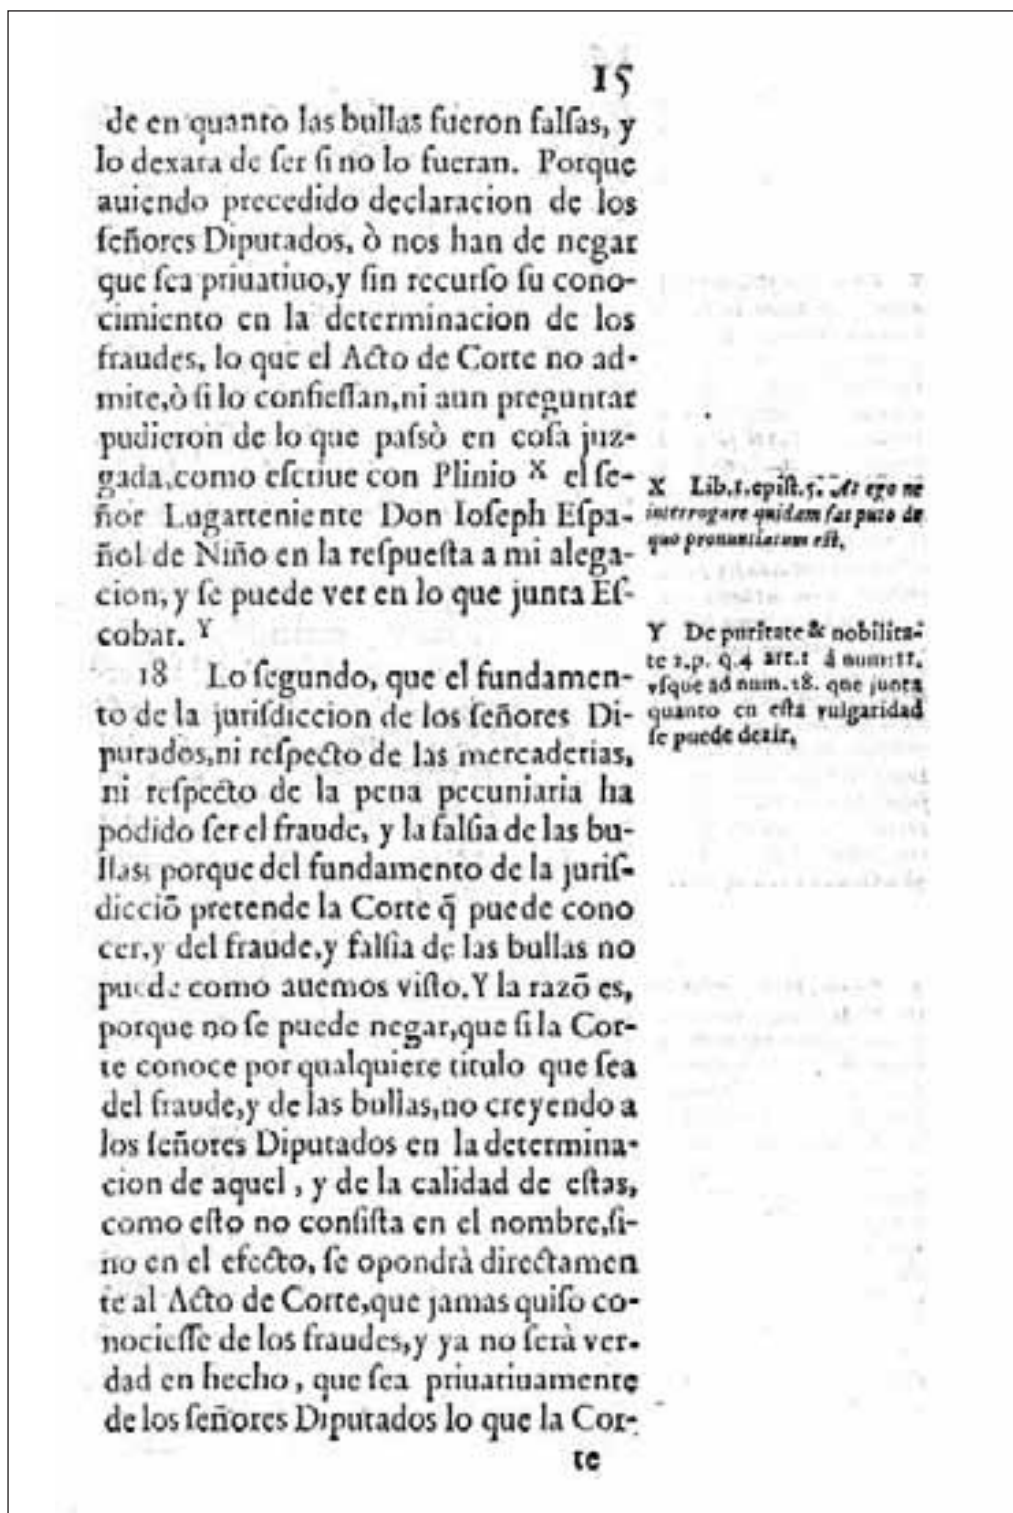 15
de en quanto las bullas fueron falſas, y
lo dexara de ſer ſi no lo fueran. Porque
auiendo precedido declaracion de los
ſeñores Diputados, ò nos han de negar
que ſea priuatiuo,y ſin recurſo ſu cono-
cimiento en la determinacion de los
fraudes, lo que el Acto de Corte no ad-
mite,ò ſi lo confieſſan,ni aun preguntar
pudieron de lo que paſsò en coſa juz-
gada,como eſcriue con Plinio X el ſe-
ñor Lugarteniente Don Ioſeph Eſpa-
ñol de Niño en la reſpueſta a mi alega-
cion, y ſe puede ver en lo que junta Eſ-
cobar. Y
18 Lo ſegundo, que el fundamen-
to de la juriſdiccion de los ſeñores Di-
putados,ni reſpecto de las mercaderias,
ni reſpecto de la pena pecuniaria ha
podido ſer el fraude, y la falſia de las bu-
llas; porque del fundamento de la juriſ-
dicciõ pretende la Corte q̃ puede cono
cer,y del fraude,y falſia de las bullas no
puede como auemos viſto.Y la razõ es,
porque no ſe puede negar,que ſi la Cor-
te conoce por qualquiere titulo que ſea
del fraude,y de las bullas,no creyendo a
los ſeñores Diputados en la determina-
cion de aquel , y de la calidad de eſtas,
como eſto no conſiſta en el nombre,ſi-
no en el efecto, ſe opondrà directamen
te al Acto de Corte,que jamas quiſo co-
nocieſſe de los fraudes,y ya no ſerà ver-
dad en hecho , que ſea priuatiuamente
de los ſeñores Diputados lo que la Cor-
te
X Lib.1.epiſt.5. At ego ne
interrogare quidam fas puto de
quo pronuntiatum eſt.
Y De puritate & nobilita-
te 2.p. q.4 art.1 á num:11.
vſque ad num.18. que junta
quanto en eſta vulgaridad
ſe puede dezir,